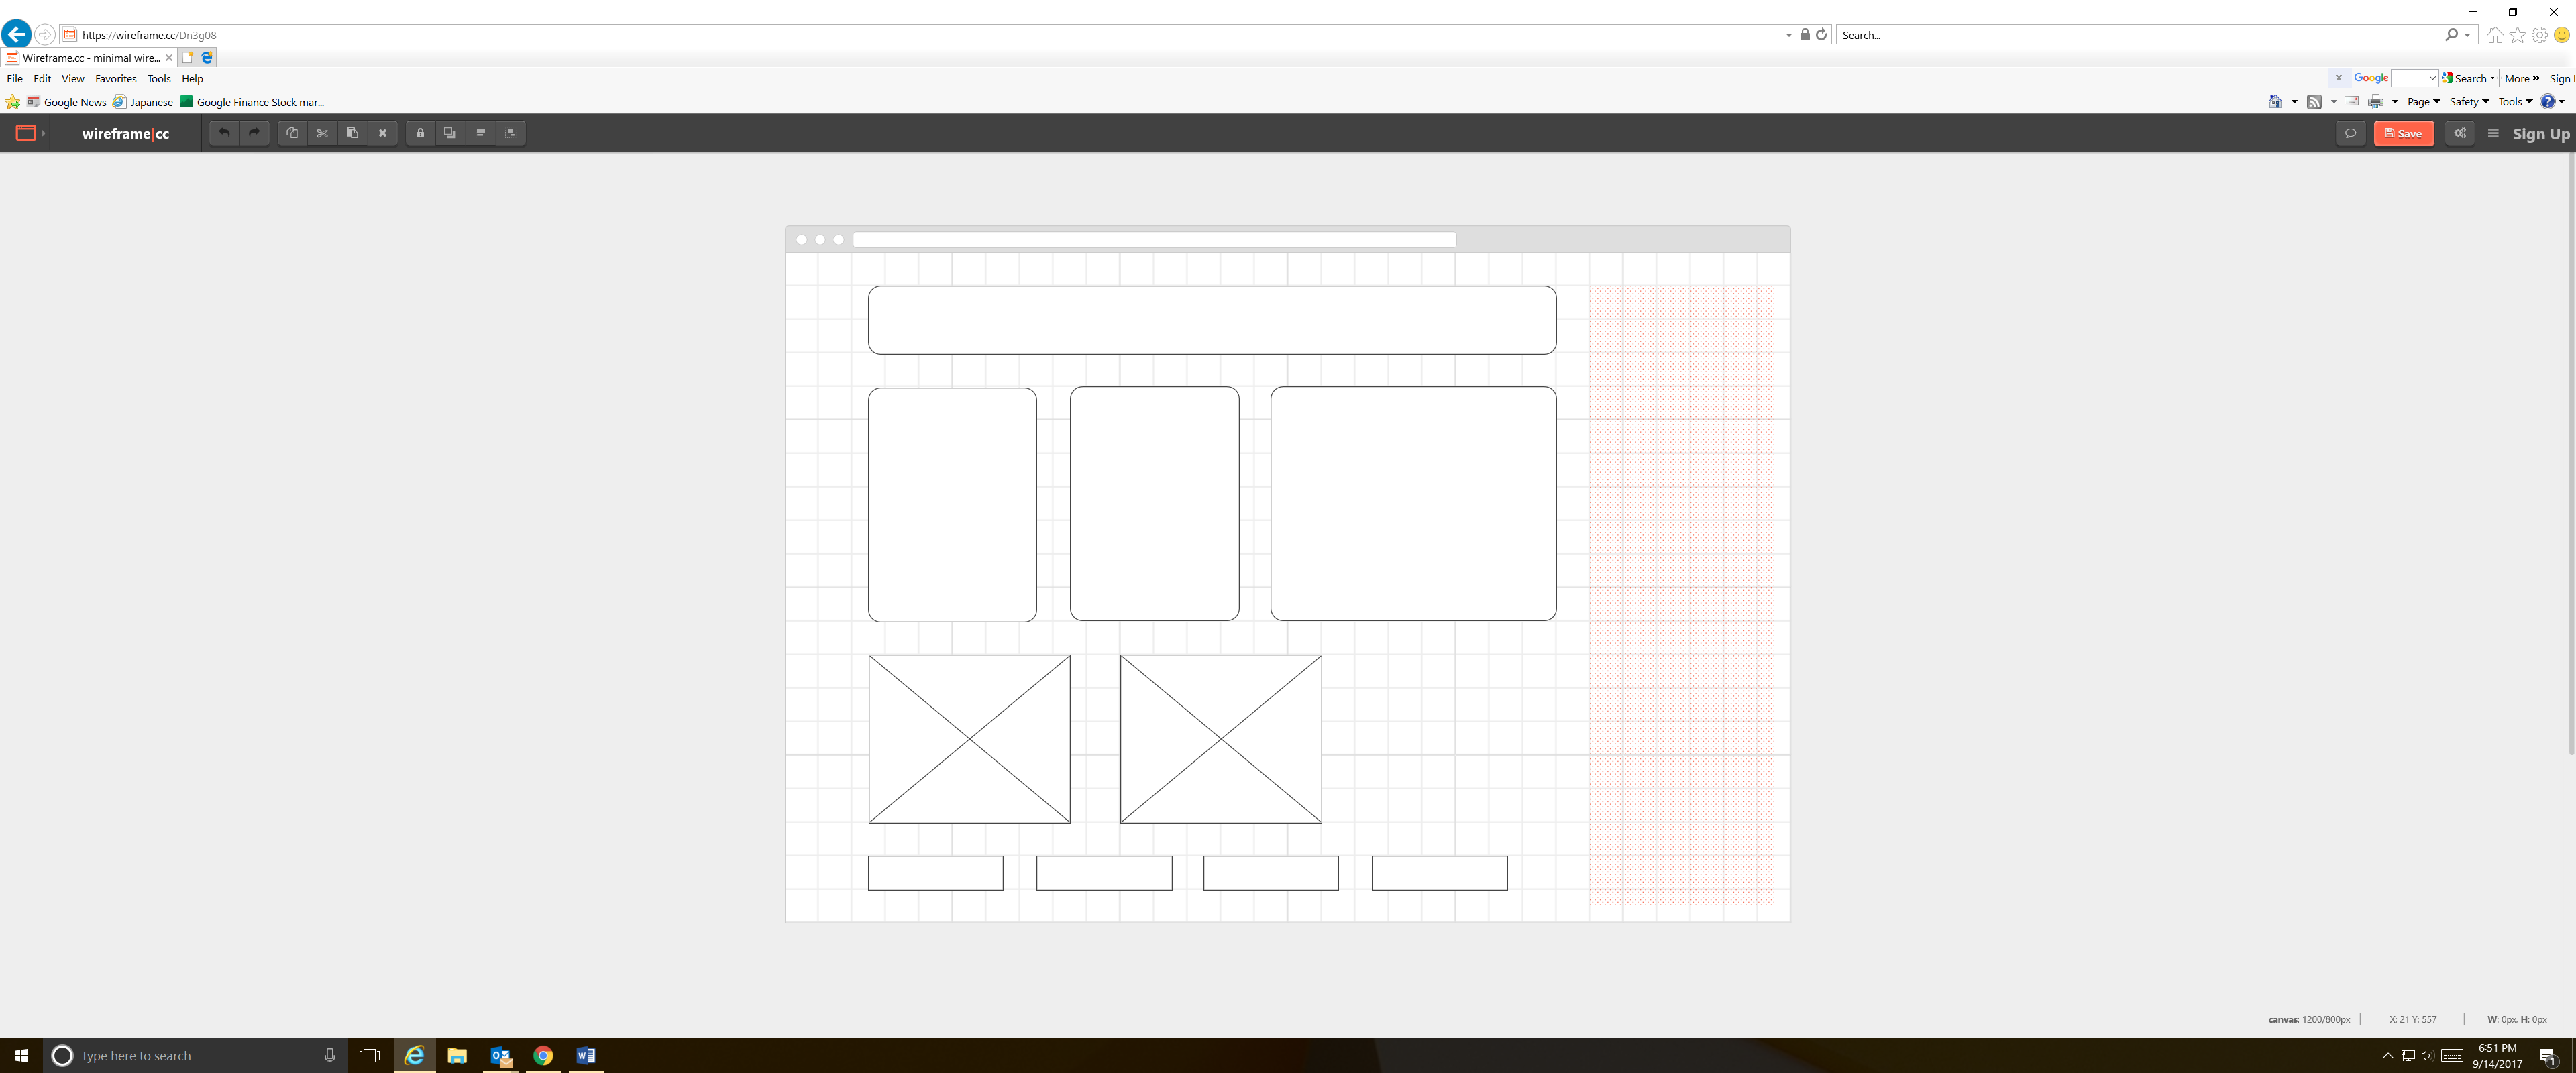 https://wireframe.cc/Dn3g08
Search...
Wireframe.cc - minimal wire...
File Edit View Favorites Tools Help
x Google Search More » Sign I
Google News Japanese Google Finance Stock mar...
Page Safety Tools
wireframe|cc
Save
Sign Up
canvas: 1200/800px X: 21 Y: 557 W: 0px, H: 0px
Type here to search
6:51 PM
9/14/2017
1